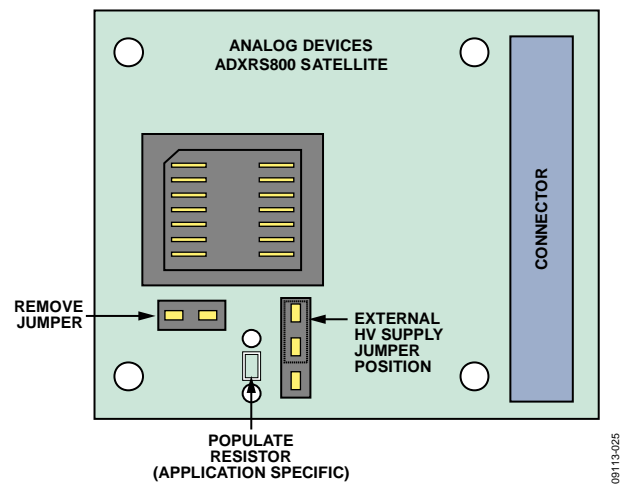 ANALOG DEVICES
ADXRS800 SATELLITE
CONNECTOR
REMOVE
JUMPER
EXTERNAL
HV SUPPLY
JUMPER
POSITION
POPULATE
RESISTOR
(APPLICATION SPECIFIC)
09113-025